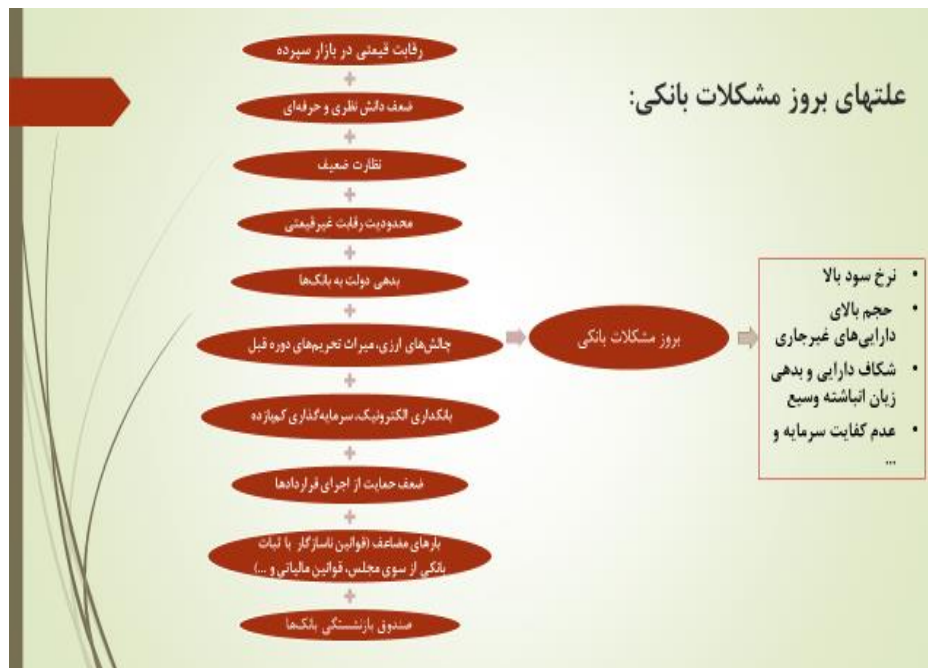 علتهای بروز مشکلات بانکی:
رقابت قیمتی در بازار سپرده
+
ضعف دانش نظری و حرفه‌ای
+
نظارت ضعیف
+
محدودیت رقابت غیرقیمتی
+
بدهی دولت به بانک‌ها
+
چالش‌های ارزی، میراث تحریم‌های دوره قبل
+
بانکداری الکترونیک، سرمایه‌گذاری کم‌بازده
+
ضعف حمایت از اجرای قراردادها
+
بارهای مضاعف (قوانین ناسازگار با ثبات
بانکی از سوی مجلس، قوانین مالیاتی و ...)
+
صندوق بازنشستگی بانک‌ها
بروز مشکلات بانکی
• نرخ سود بالا
• حجم بالای
دارایی‌های غیرجاری
• شکاف دارایی و بدهی
زیان انباشته وسیع
• عدم کفایت سرمایه و
...